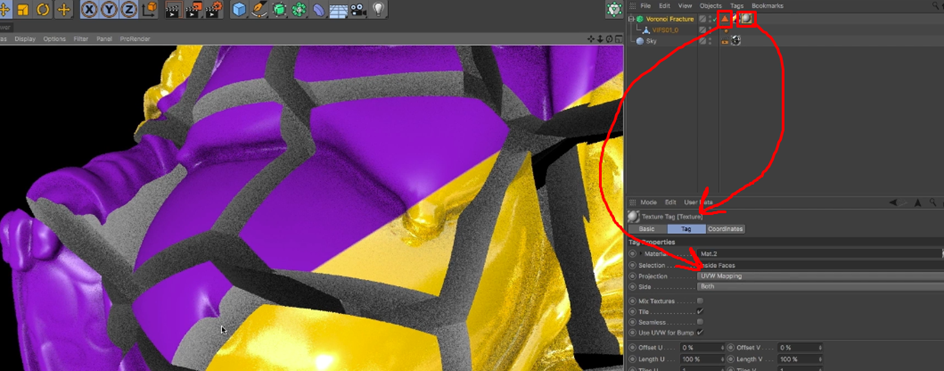 File Edit View Objects Tags Bookmarks
Voronoi Fracture
Sky
X Y Z
Display Options Filter Panel ProRender
Mode Edit User Data
Texture Tag [Texture]
Basic Tag Coordinates
Tag Properties
Material Mat.2
Selection Inside Faces
Projection UVW Mapping
Side Both
Mix Textures
Tile
Seamless
Use UVW for Bump
Offset U 0 % Offset V 0 %
Length U 100 % Length V 100 %